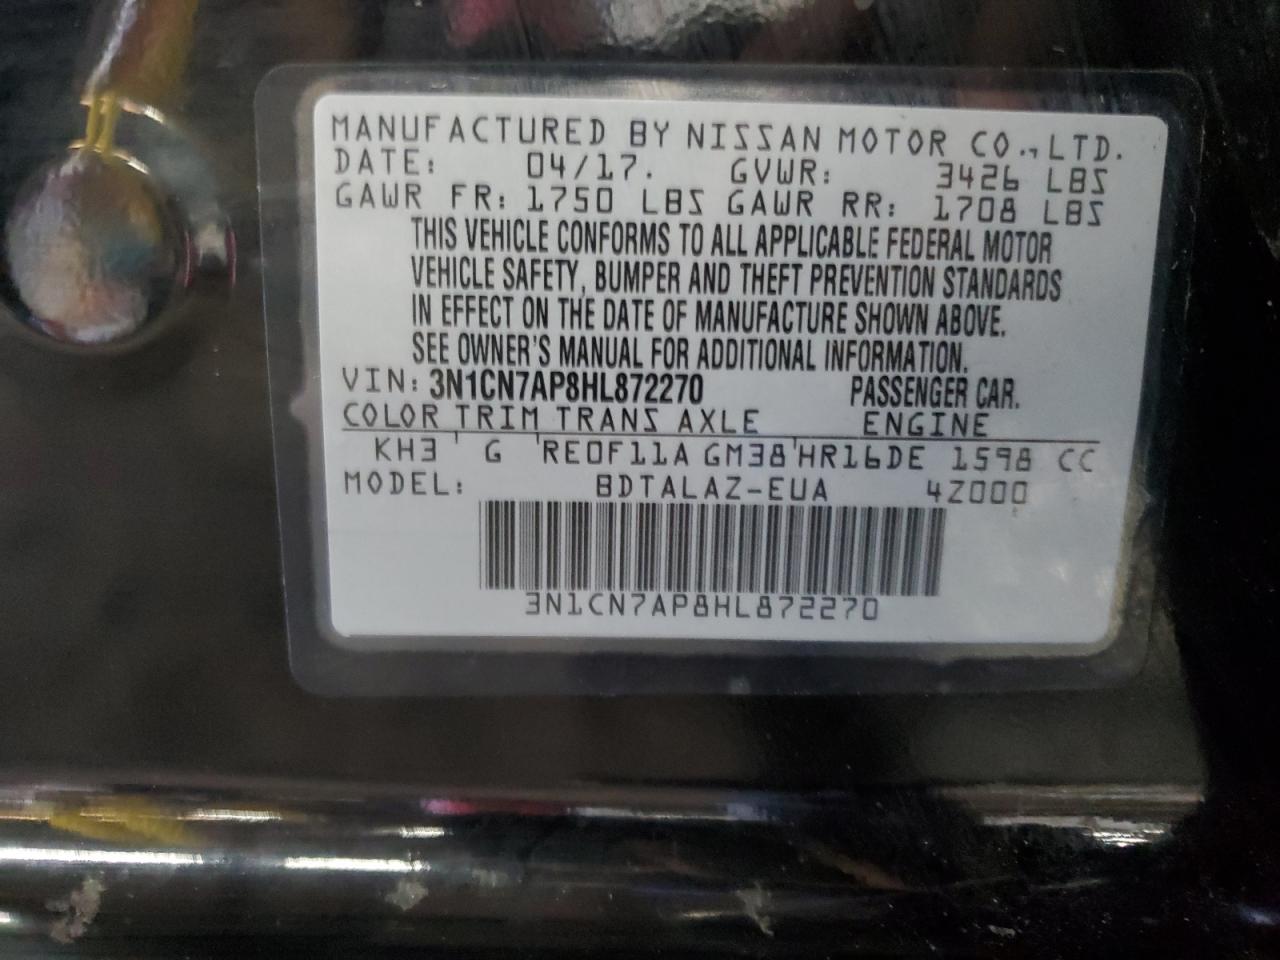 MANUFACTURED BY NISSAN MOTOR CO., LTD.
DATE: 04/17. GVWR: 3426 LBS
GAWR FR: 1750 LBS GAWR RR: 1708 LBS
THIS VEHICLE CONFORMS TO ALL APPLICABLE FEDERAL MOTOR
VEHICLE SAFETY, BUMPER AND THEFT PREVENTION STANDARDS
IN EFFECT ON THE DATE OF MANUFACTURE SHOWN ABOVE.
SEE OWNER'S MANUAL FOR ADDITIONAL INFORMATION.
VIN: 3N1CN7AP8HL872270 PASSENGER CAR.
COLOR TRIM TRANS AXLE ENGINE
KH3 ' G ' RE0F11A GM38 ' HR16DE 1598 CC
MODEL: BDTALAZ-EUA 4Z000
3N1CN7AP8HL872270